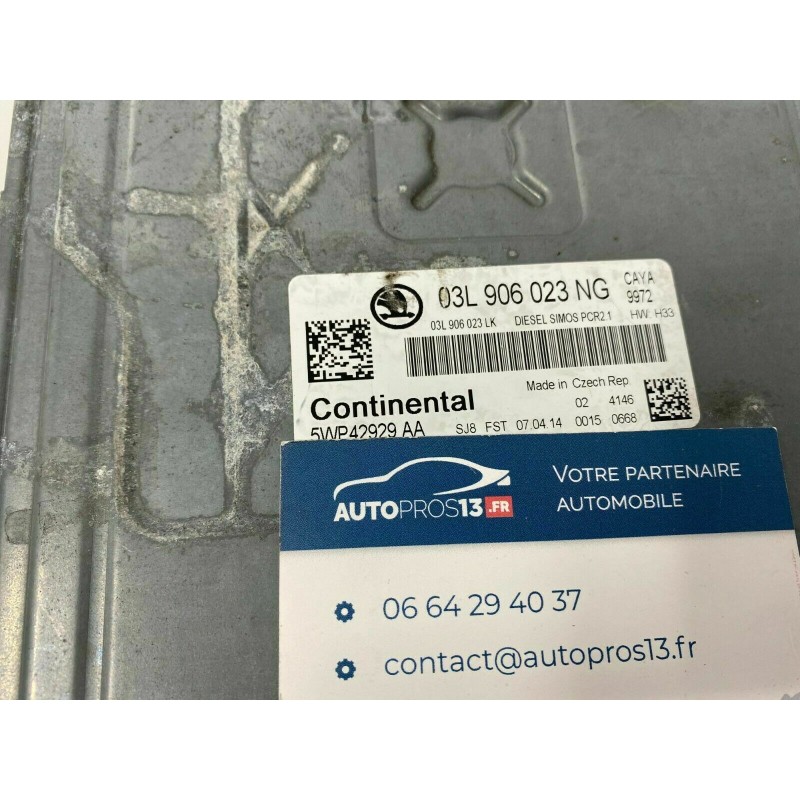 03L 906 023 NG CAYA
9972
03L 906 023 LK DIESEL SIMOS PCR2.1 HW: H33
Made in Czech Rep.
Continental 02 4146
5WP42929 AA SJ8 FST 07.04.14 0015 0668
AUTOPROS13.FR
VOTRE PARTENAIRE
AUTOMOBILE
06 64 29 40 37
contact@autopros13.fr